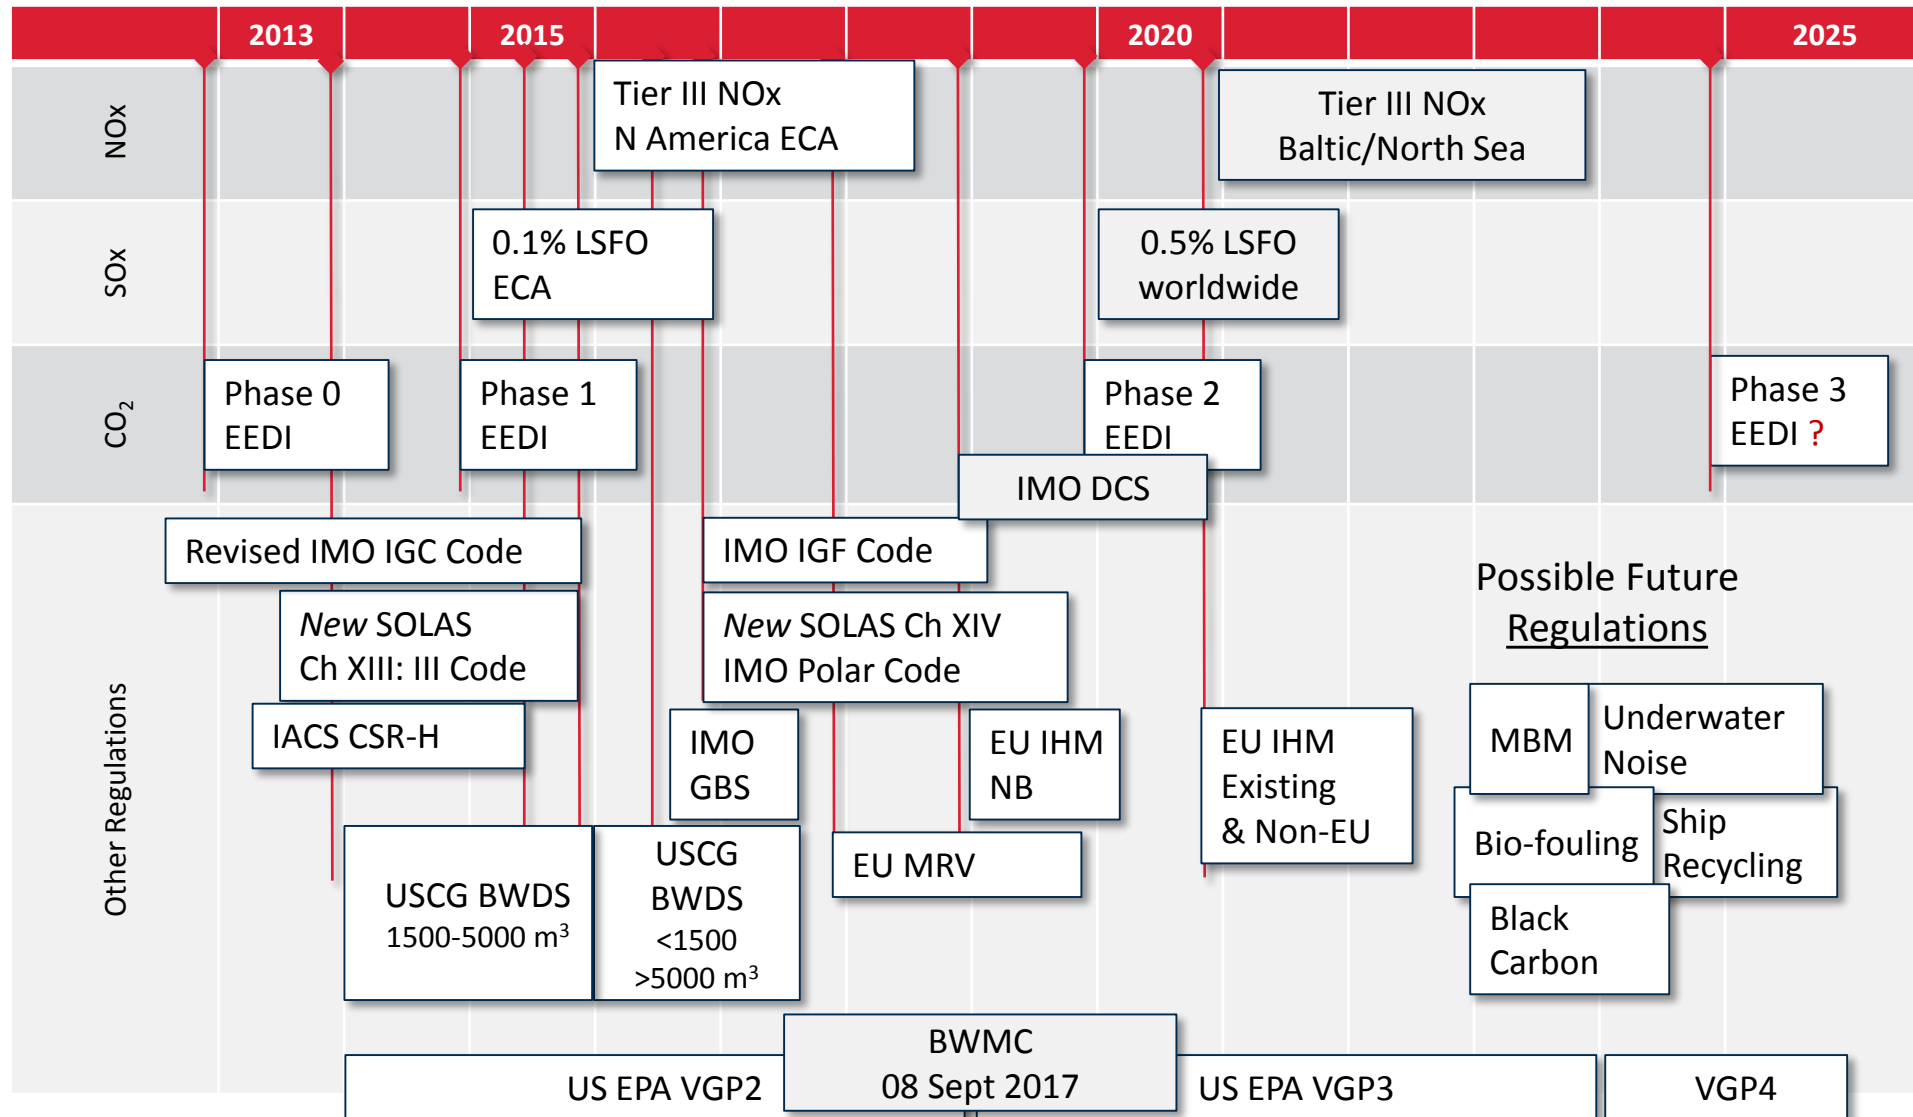 2013
2015
2020
2025
NOx
Tier III NOx
N America ECA
Tier III NOx
Baltic/North Sea
SOx
0.1% LSFO
ECA
0.5% LSFO
worldwide
CO₂
Phase 0
EEDI
Phase 1
EEDI
Phase 2
EEDI
Phase 3
EEDI ?
IMO DCS
Other Regulations
Revised IMO IGC Code
IMO IGF Code
New SOLAS
Ch XIII: III Code
New SOLAS Ch XIV
IMO Polar Code
IACS CSR-H
IMO
GBS
EU IHM
NB
EU IHM
Existing
& Non-EU
USCG BWDS
1500-5000 m³
USCG
BWDS
<1500
>5000 m³
EU MRV
Possible Future
Regulations
MBM
Underwater
Noise
Bio-fouling
Ship
Recycling
Black
Carbon
BWMC
08 Sept 2017
US EPA VGP2
US EPA VGP3
VGP4